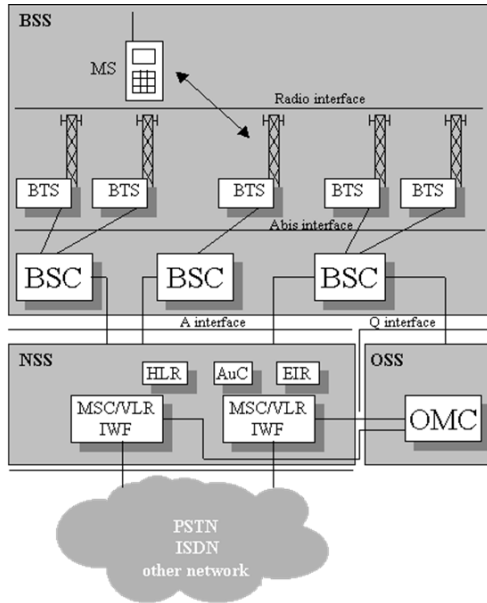 BSS
MS
Radio interface
BTS
BTS
BTS
BTS
BTS
Abis interface
BSC
BSC
BSC
A interface
Q interface
NSS
OSS
HLR
AuC
EIR
MSC/VLR
IWF
MSC/VLR
IWF
OMC
PSTN
ISDN
other network